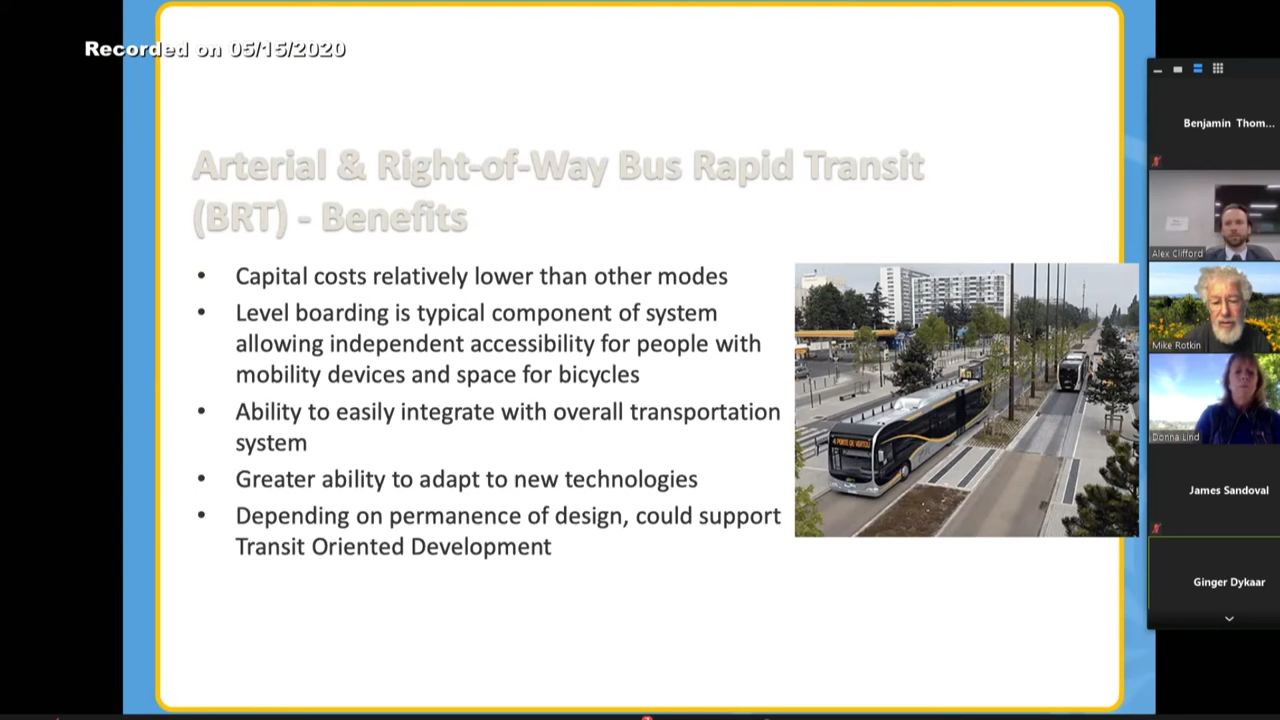 Recorded on 05/15/2020
Arterial & Right-of-Way Bus Rapid Transit
(BRT) - Benefits
• Capital costs relatively lower than other modes
• Level boarding is typical component of system
allowing independent accessibility for people with
mobility devices and space for bicycles
• Ability to easily integrate with overall transportation
system
• Greater ability to adapt to new technologies
• Depending on permanence of design, could support
Transit Oriented Development
4 PORTE DE VERTOU
Benjamin Thom...
Alex Clifford
Mike Rotkin
Donna Lind
James Sandoval
Ginger Dykaar